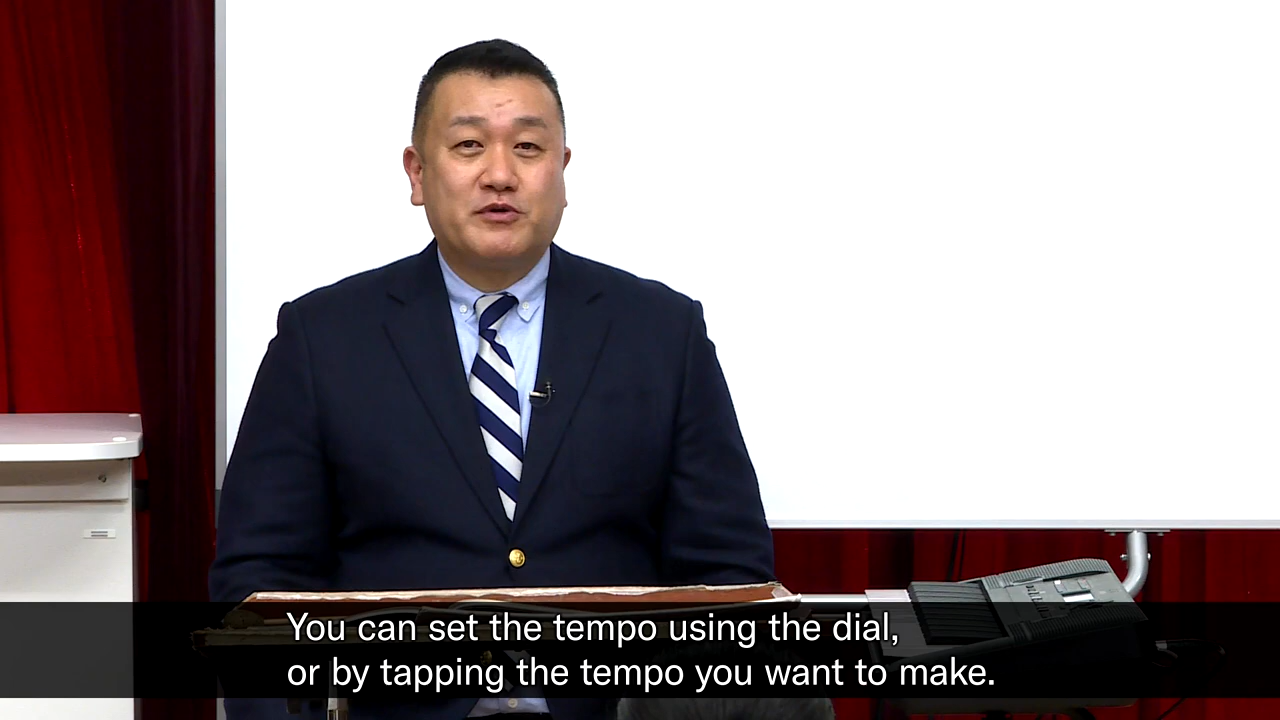 You can set the tempo using the dial,
or by tapping the tempo you want to make.